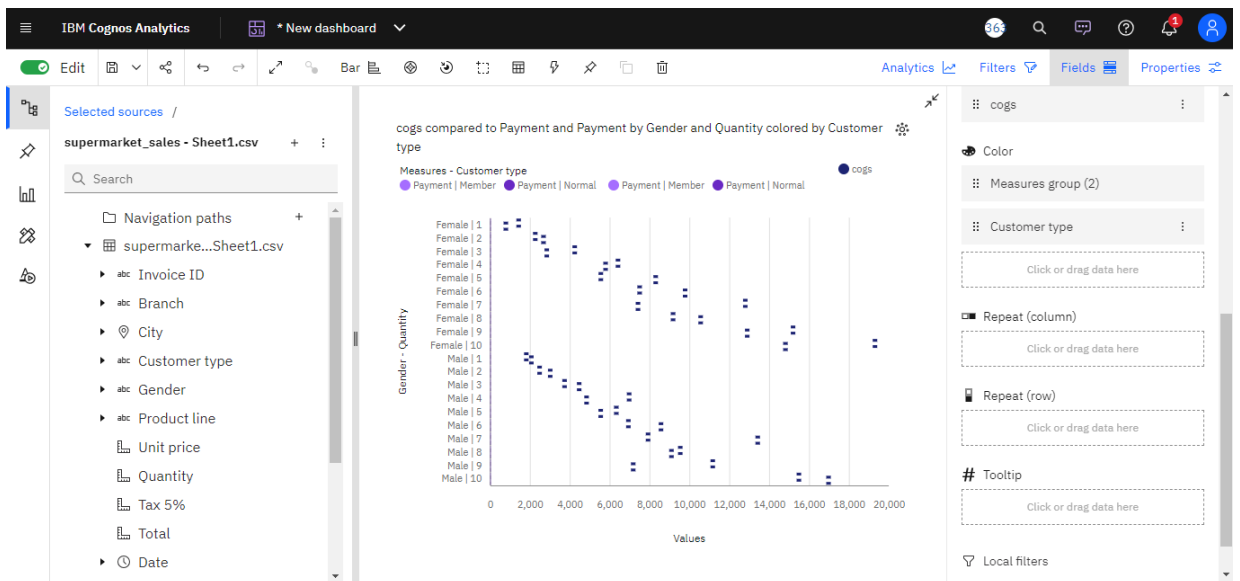 IBM Cognos Analytics
* New dashboard
363
1
Edit
Bar
Analytics
Filters
Fields
Properties
Selected sources /
supermarket_sales - Sheet1.csv
Search
Navigation paths
supermarke...Sheet1.csv
abc Invoice ID
abc Branch
City
abc Customer type
abc Gender
abc Product line
Unit price
Quantity
Tax 5%
Total
Date
cogs compared to Payment and Payment by Gender and Quantity colored by Customer
type
Measures - Customer type
Payment | Member Payment | Normal Payment | Member Payment | Normal
cogs
Gender - Quantity
Female | 1
Female | 2
Female | 3
Female | 4
Female | 5
Female | 6
Female | 7
Female | 8
Female | 9
Female | 10
Male | 1
Male | 2
Male | 3
Male | 4
Male | 5
Male | 6
Male | 7
Male | 8
Male | 9
Male | 10
0 2,000 4,000 6,000 8,000 10,000 12,000 14,000 16,000 18,000 20,000
Values
cogs
Color
Measures group (2)
Customer type
Click or drag data here
Repeat (column)
Click or drag data here
Repeat (row)
Click or drag data here
# Tooltip
Click or drag data here
Local filters